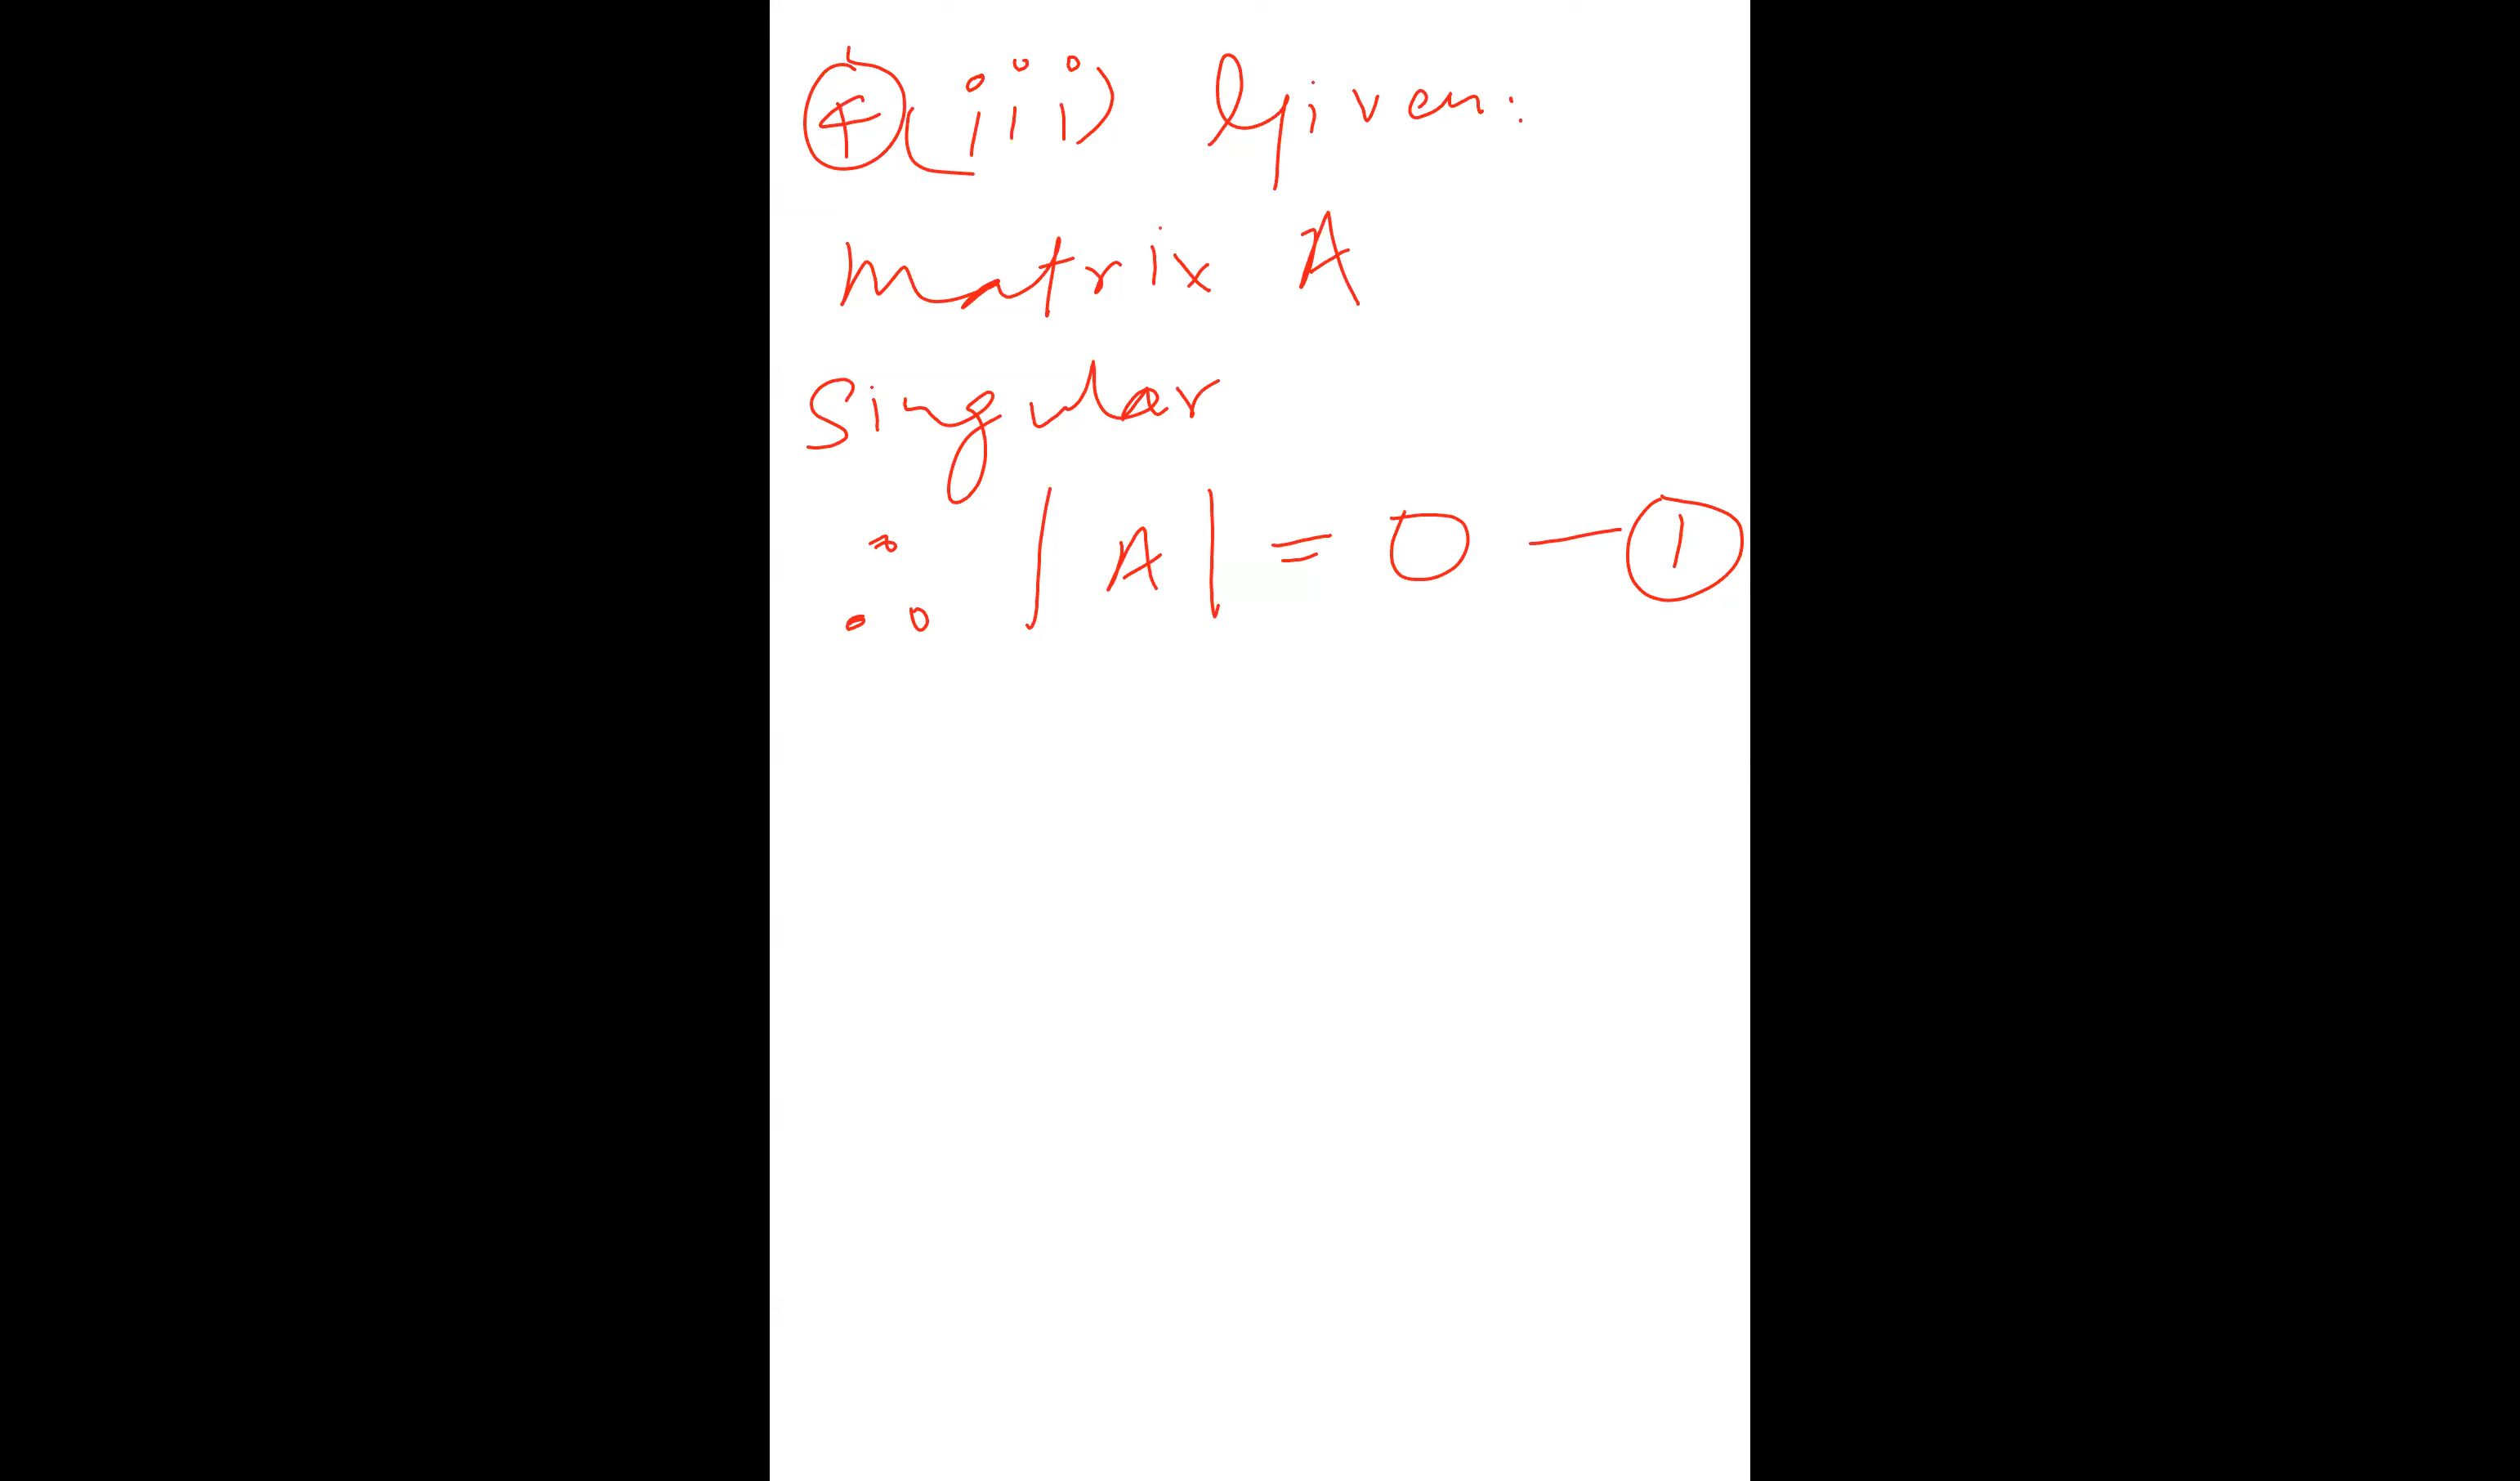 ④(iii) Given:
Matrix A
Singular
∴ |A| = 0 — ①